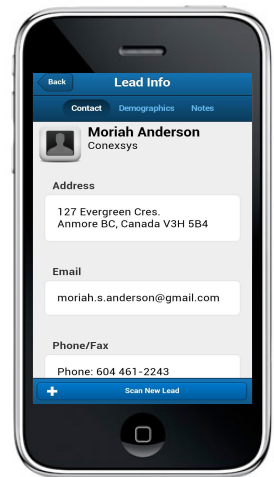 Back
Lead Info
Contact Demographics Notes
Moriah Anderson
Conexsys
Address
127 Evergreen Cres.
Anmore BC, Canada V3H 5B4
Email
moriah.s.anderson@gmail.com
Phone/Fax
Phone: 604 461-2243
Scan New Lead